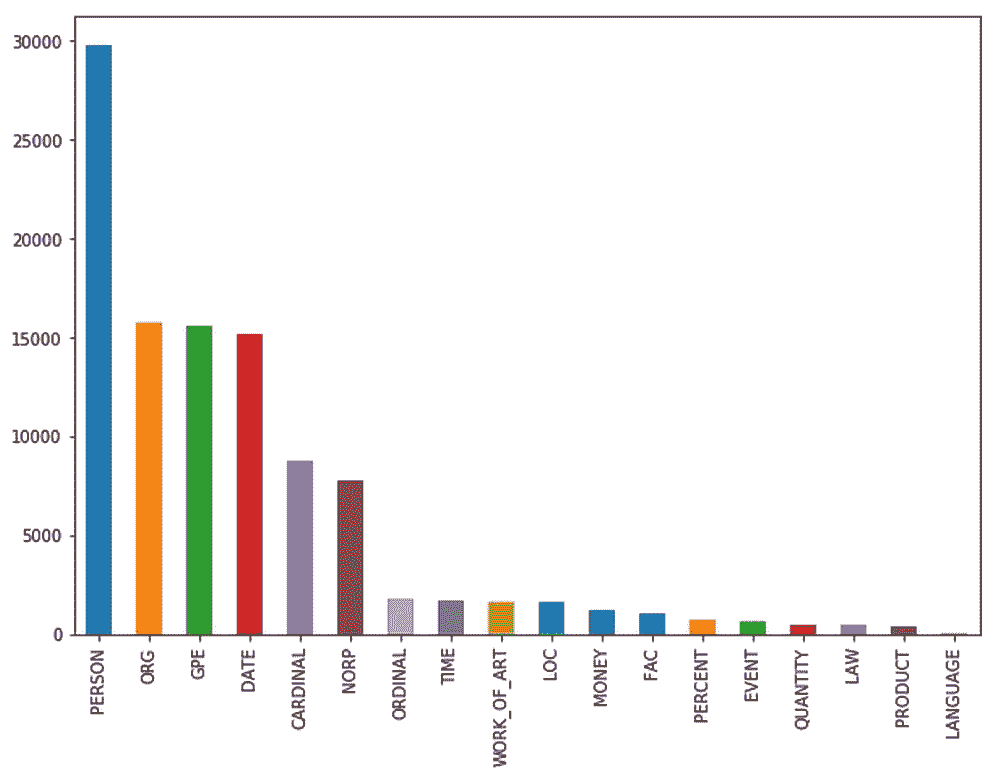 30000
25000
20000
15000
10000
5000
0
PERSON
ORG
GPE
DATE
CARDINAL
NORP
ORDINAL
TIME
WORK_OF_ART
LOC
MONEY
FAC
PERCENT
EVENT
QUANTITY
LAW
PRODUCT
LANGUAGE